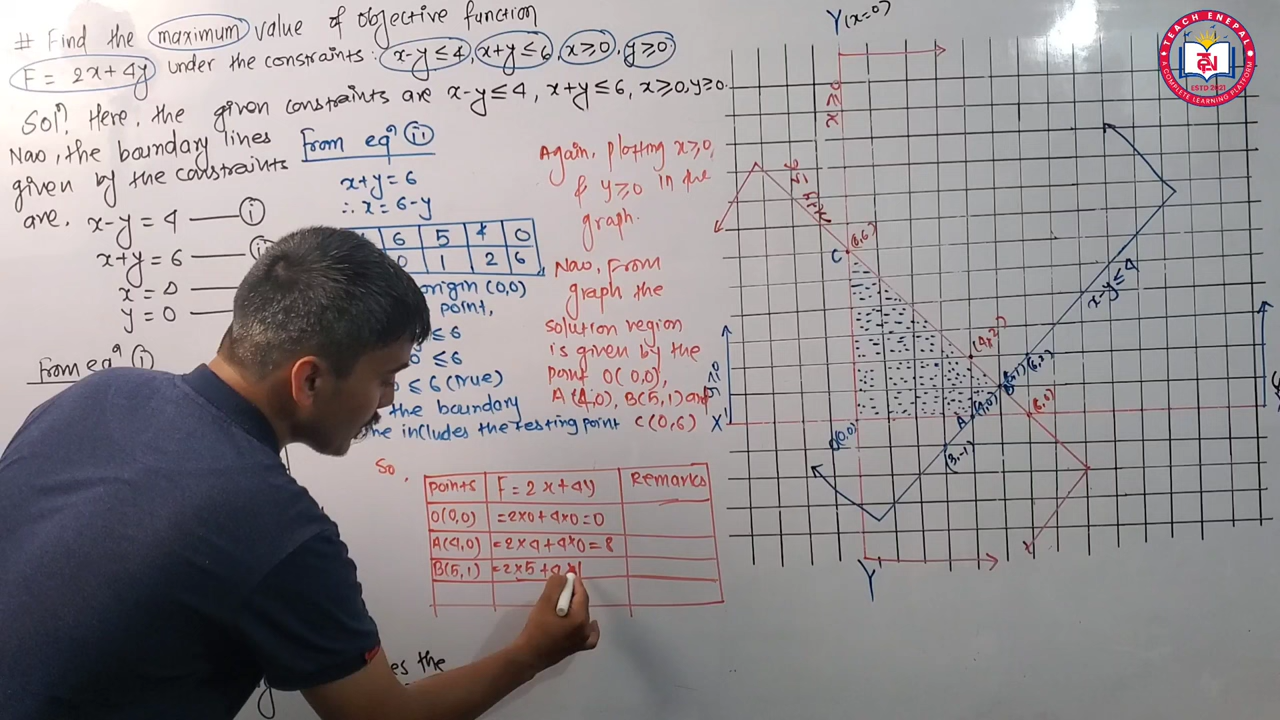 # Find the maximum value of objective function
F = 2x+4y under the constraints: x-y≤4, x+y≤6, x≥0, y≥0
Solⁿ, Here, the given constraints are x-y≤4, x+y≤6, x≥0, y≥0.
Nao, the boundary lines
given by the constraints
are.
x-y=4 — i
x+y=6 — ii
x=0
y=0
From eqⁿ i
From eqⁿ ii
x+y=6
∴ x=6-y
6 5 4 0
0 1 2 6
origin (0,0)
point,
≤ 6
0 ≤ 6
≤ 6 (True)
the boundary
includes the testing point
es the
Again, plotting x≥0,
& y≥0 in the
graph.
Nao, From
graph the
solution region
is given by the
point O(0,0),
A(4,0), B(5,1) and
C(0,6)
So,
Points F=2x+4y Remarks
O(0,0) =2×0+4×0=0
A(4,0) =2×4+4×0=8
B(5,1) =2×5+4×1
Y(x=0)
x≥0
C
(4,2)
x-y≤4
B(5,1)
(6,0)
A (4,0)
(3,-1)
O(0,0)
y≥0
X'
Y'
TEACH ENEPAL
A COMPLETE LEARNING PLATFORM
ESTD 2021